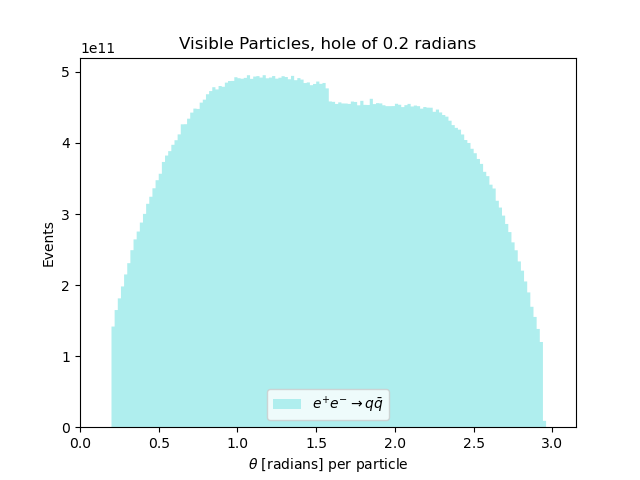 Visible Particles, hole of 0.2 radians
1e11
5
4
3
2
1
0
Events
e⁺e⁻ → qq̄
0.0 0.5 1.0 1.5 2.0 2.5 3.0
θ [radians] per particle